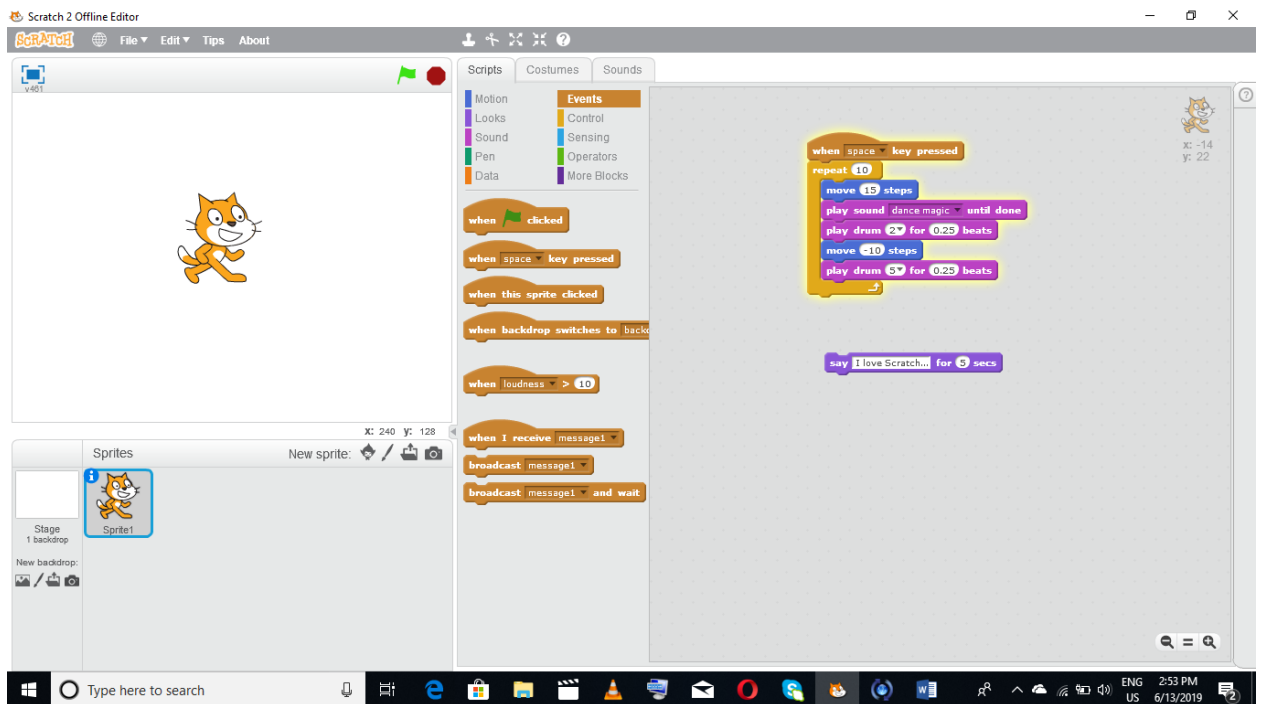 Scratch 2 Offline Editor
SCRATCH File Edit Tips About
v461
Scripts Costumes Sounds
Motion Events
Looks Control
Sound Sensing
Pen Operators
Data More Blocks
when clicked
when space key pressed
when this sprite clicked
when backdrop switches to backd
when loudness > 10
when I receive message1
broadcast message1
broadcast message1 and wait
when space key pressed
repeat 10
move 15 steps
play sound dance magic until done
play drum 2 for 0.25 beats
move -10 steps
play drum 5 for 0.25 beats
say I love Scratch... for 5 secs
x: -14
y: 22
x: 240 y: 128
Sprites New sprite:
Stage
1 backdrop
New backdrop:
Sprite1
Type here to search
ENG
US
2:53 PM
6/13/2019
2